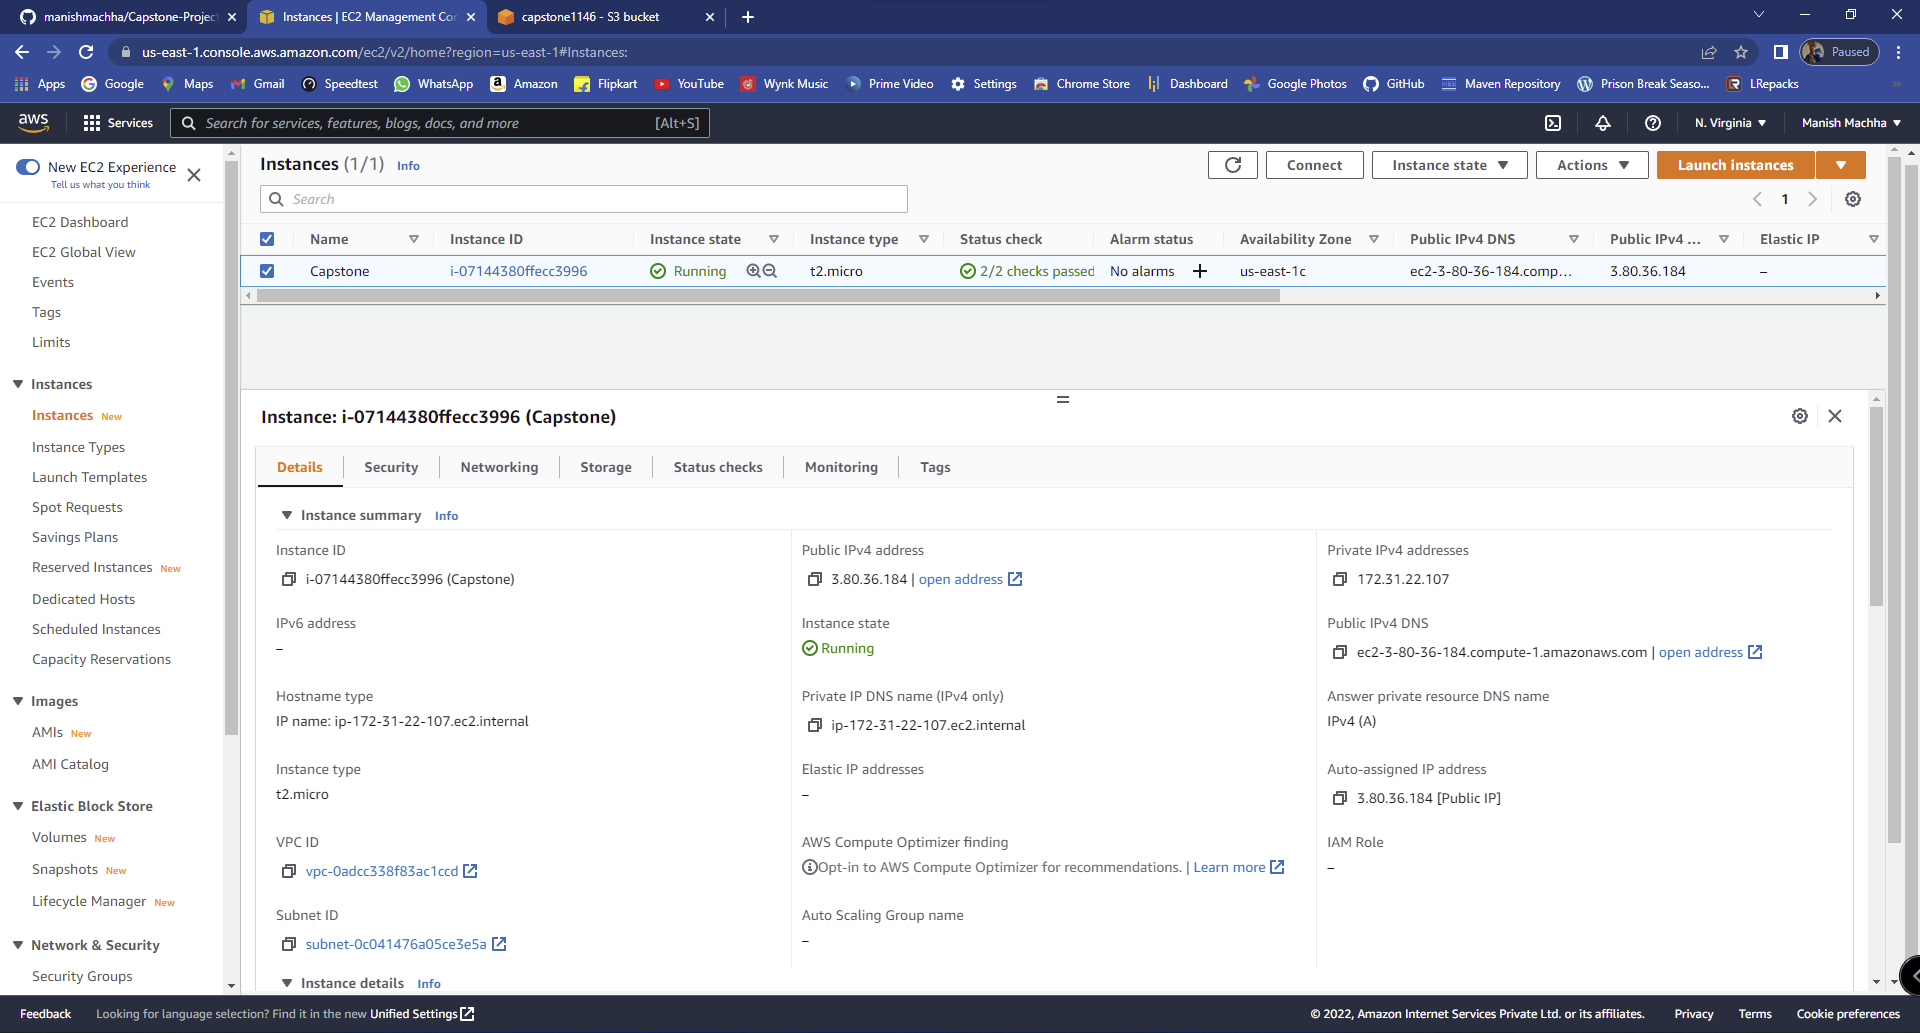 manishmachha/Capstone-Projec
Instances | EC2 Management Con
capstone1146 - S3 bucket
us-east-1.console.aws.amazon.com/ec2/v2/home?region=us-east-1#Instances:
Paused
Apps Google Maps Gmail Speedtest WhatsApp Amazon Flipkart YouTube Wynk Music Prime Video Settings Chrome Store Dashboard Google Photos GitHub Maven Repository Prison Break Seaso... LRepacks
aws Services Search for services, features, blogs, docs, and more [Alt+S] N. Virginia Manish Machha
New EC2 Experience
Tell us what you think
EC2 Dashboard
EC2 Global View
Events
Tags
Limits
Instances
Instances New
Instance Types
Launch Templates
Spot Requests
Savings Plans
Reserved Instances New
Dedicated Hosts
Scheduled Instances
Capacity Reservations
Images
AMIs New
AMI Catalog
Elastic Block Store
Volumes New
Snapshots New
Lifecycle Manager New
Network & Security
Security Groups
Instances (1/1) Info
Connect Instance state Actions Launch instances
Search
1
Name Instance ID Instance state Instance type Status check Alarm status Availability Zone Public IPv4 DNS Public IPv4 ... Elastic IP
Capstone i-07144380ffecc3996 Running t2.micro 2/2 checks passed No alarms + us-east-1c ec2-3-80-36-184.comp... 3.80.36.184 –
Instance: i-07144380ffecc3996 (Capstone)
Details Security Networking Storage Status checks Monitoring Tags
Instance summary Info
Instance ID
i-07144380ffecc3996 (Capstone)
Public IPv4 address
3.80.36.184 | open address
Private IPv4 addresses
172.31.22.107
IPv6 address
–
Instance state
Running
Public IPv4 DNS
ec2-3-80-36-184.compute-1.amazonaws.com | open address
Hostname type
IP name: ip-172-31-22-107.ec2.internal
Private IP DNS name (IPv4 only)
ip-172-31-22-107.ec2.internal
Answer private resource DNS name
IPv4 (A)
Instance type
t2.micro
Elastic IP addresses
–
Auto-assigned IP address
3.80.36.184 [Public IP]
VPC ID
vpc-0adcc338f83ac1ccd
AWS Compute Optimizer finding
Opt-in to AWS Compute Optimizer for recommendations. | Learn more
IAM Role
–
Subnet ID
subnet-0c041476a05ce3e5a
Auto Scaling Group name
–
Instance details Info
Feedback Looking for language selection? Find it in the new Unified Settings © 2022, Amazon Internet Services Private Ltd. or its affiliates. Privacy Terms Cookie preferences